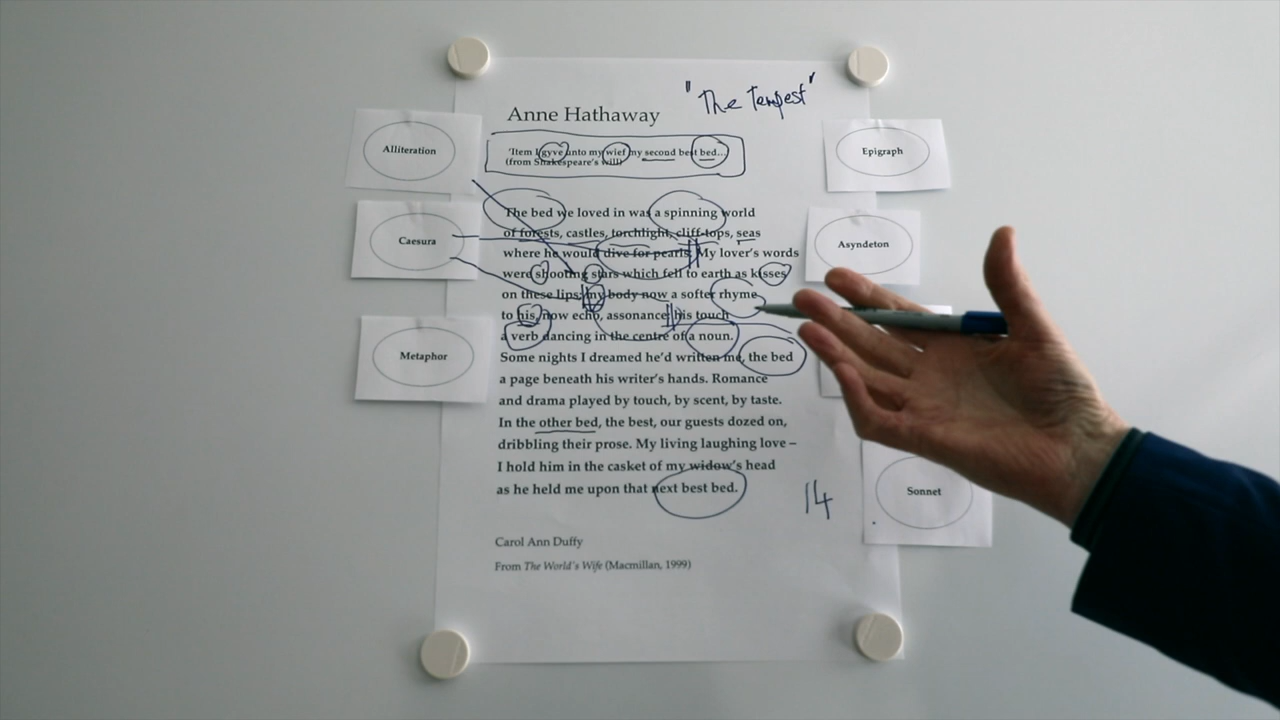 "The Tempest"
Anne Hathaway
'Item I gyve unto my wief my second best bed...
(from Shakespeare's will)
The bed we loved in was a spinning world
of forests, castles, torchlight, cliff-tops, seas
where he would dive for pearls. My lover's words
were shooting stars which fell to earth as kisses
on these lips; my body now a softer rhyme
to his, now echo, assonance; his touch
a verb dancing in the centre of a noun.
Some nights I dreamed he'd written me, the bed
a page beneath his writer's hands. Romance
and drama played by touch, by scent, by taste.
In the other bed, the best, our guests dozed on,
dribbling their prose. My living laughing love –
I hold him in the casket of my widow's head
as he held me upon that next best bed.
14
Carol Ann Duffy
From The World's Wife (Macmillan, 1999)
Alliteration
Caesura
Metaphor
Epigraph
Asyndeton
Sonnet